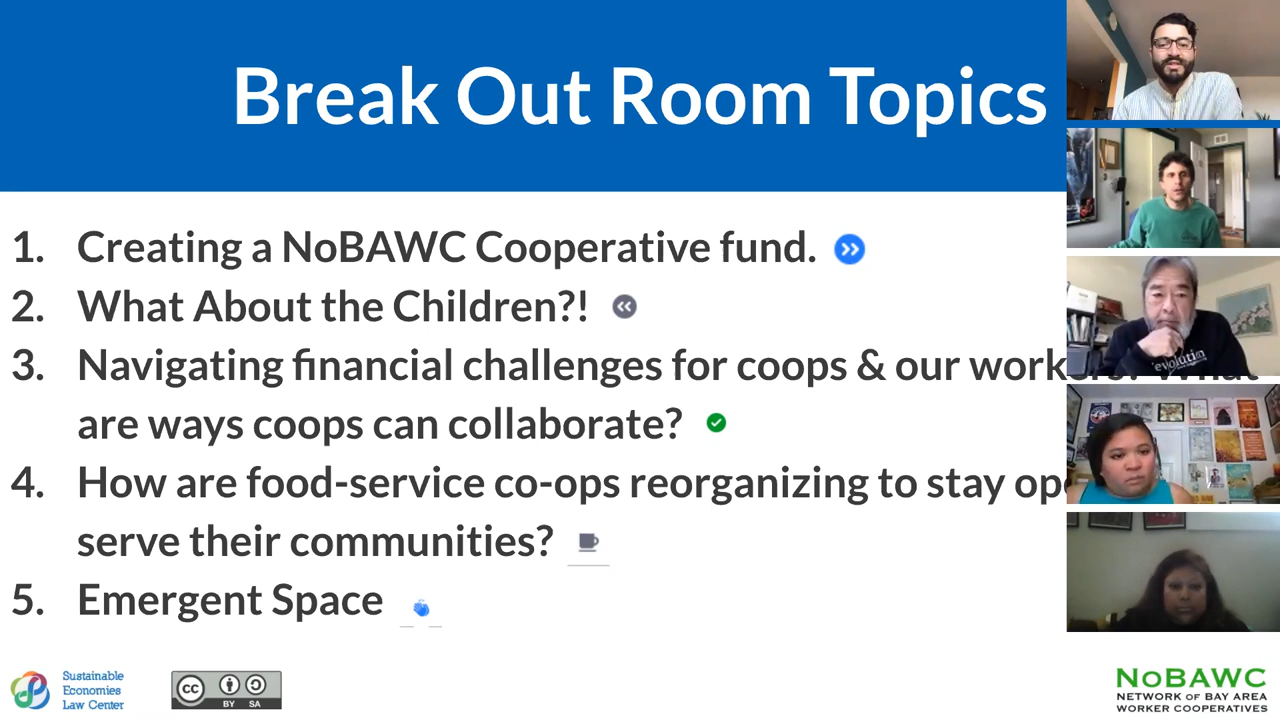 Break Out Room Topics
1. Creating a NoBAWC Cooperative fund.
2. What About the Children?!
3. Navigating financial challenges for coops & our workers? What
are ways coops can collaborate?
4. How are food-service co-ops reorganizing to stay
serve their communities?
5. Emergent Space
evolution
Sustainable
Economies
Law Center
CC BY SA
NoBAWC
NETWORK OF BAY AREA
WORKER COOPERATIVES